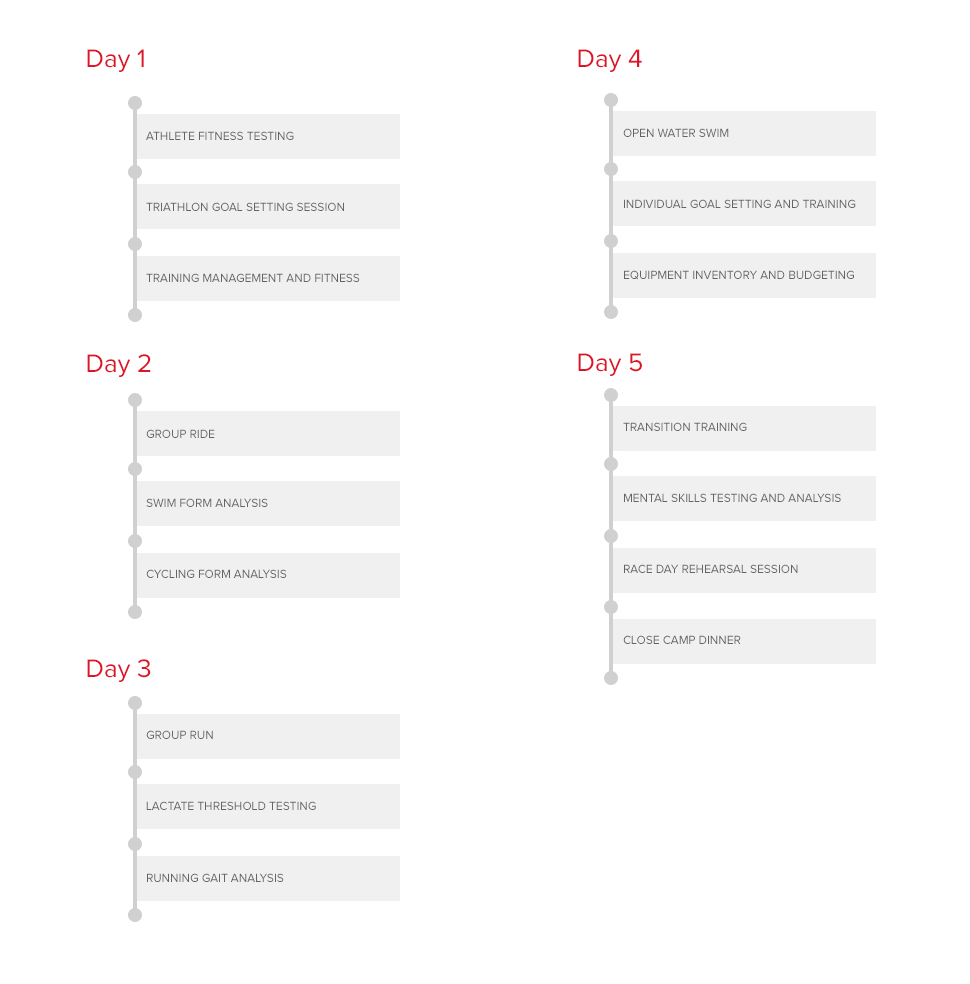 Day 1
ATHLETE FITNESS TESTING
TRIATHLON GOAL SETTING SESSION
TRAINING MANAGEMENT AND FITNESS
Day 2
GROUP RIDE
SWIM FORM ANALYSIS
CYCLING FORM ANALYSIS
Day 3
GROUP RUN
LACTATE THRESHOLD TESTING
RUNNING GAIT ANALYSIS
Day 4
OPEN WATER SWIM
INDIVIDUAL GOAL SETTING AND TRAINING
EQUIPMENT INVENTORY AND BUDGETING
Day 5
TRANSITION TRAINING
MENTAL SKILLS TESTING AND ANALYSIS
RACE DAY REHEARSAL SESSION
CLOSE CAMP DINNER